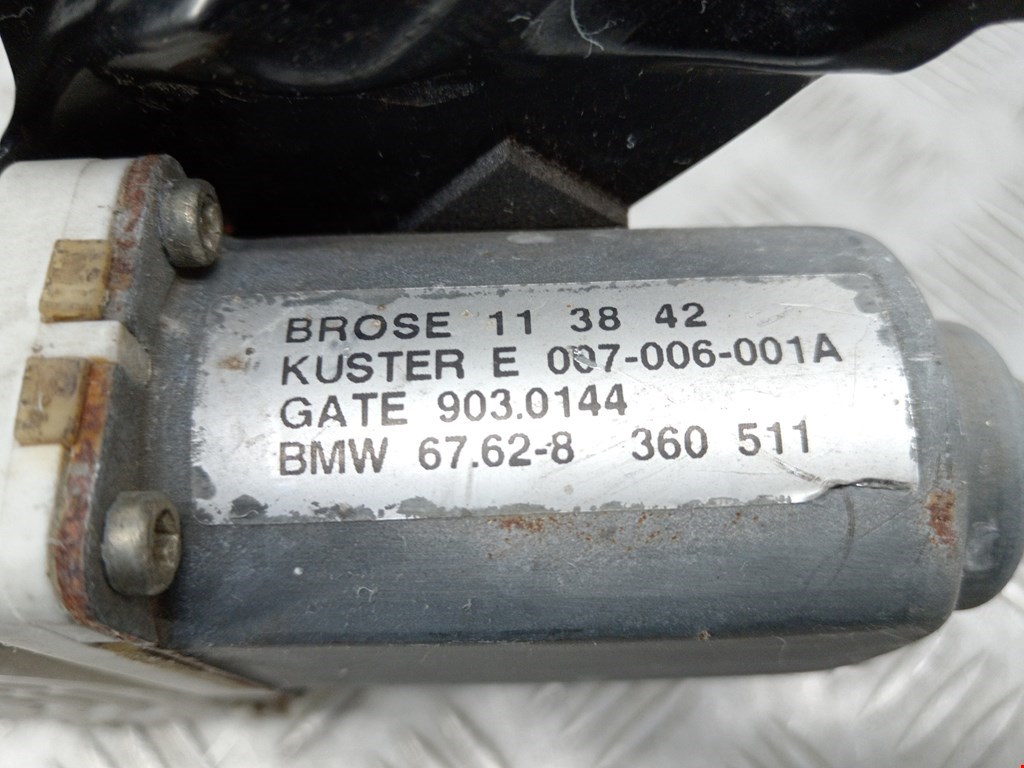 BROSE 11 38 42
KUSTER E 007-006-001A
GATE 903.0144
BMW 67.62-8 360 511